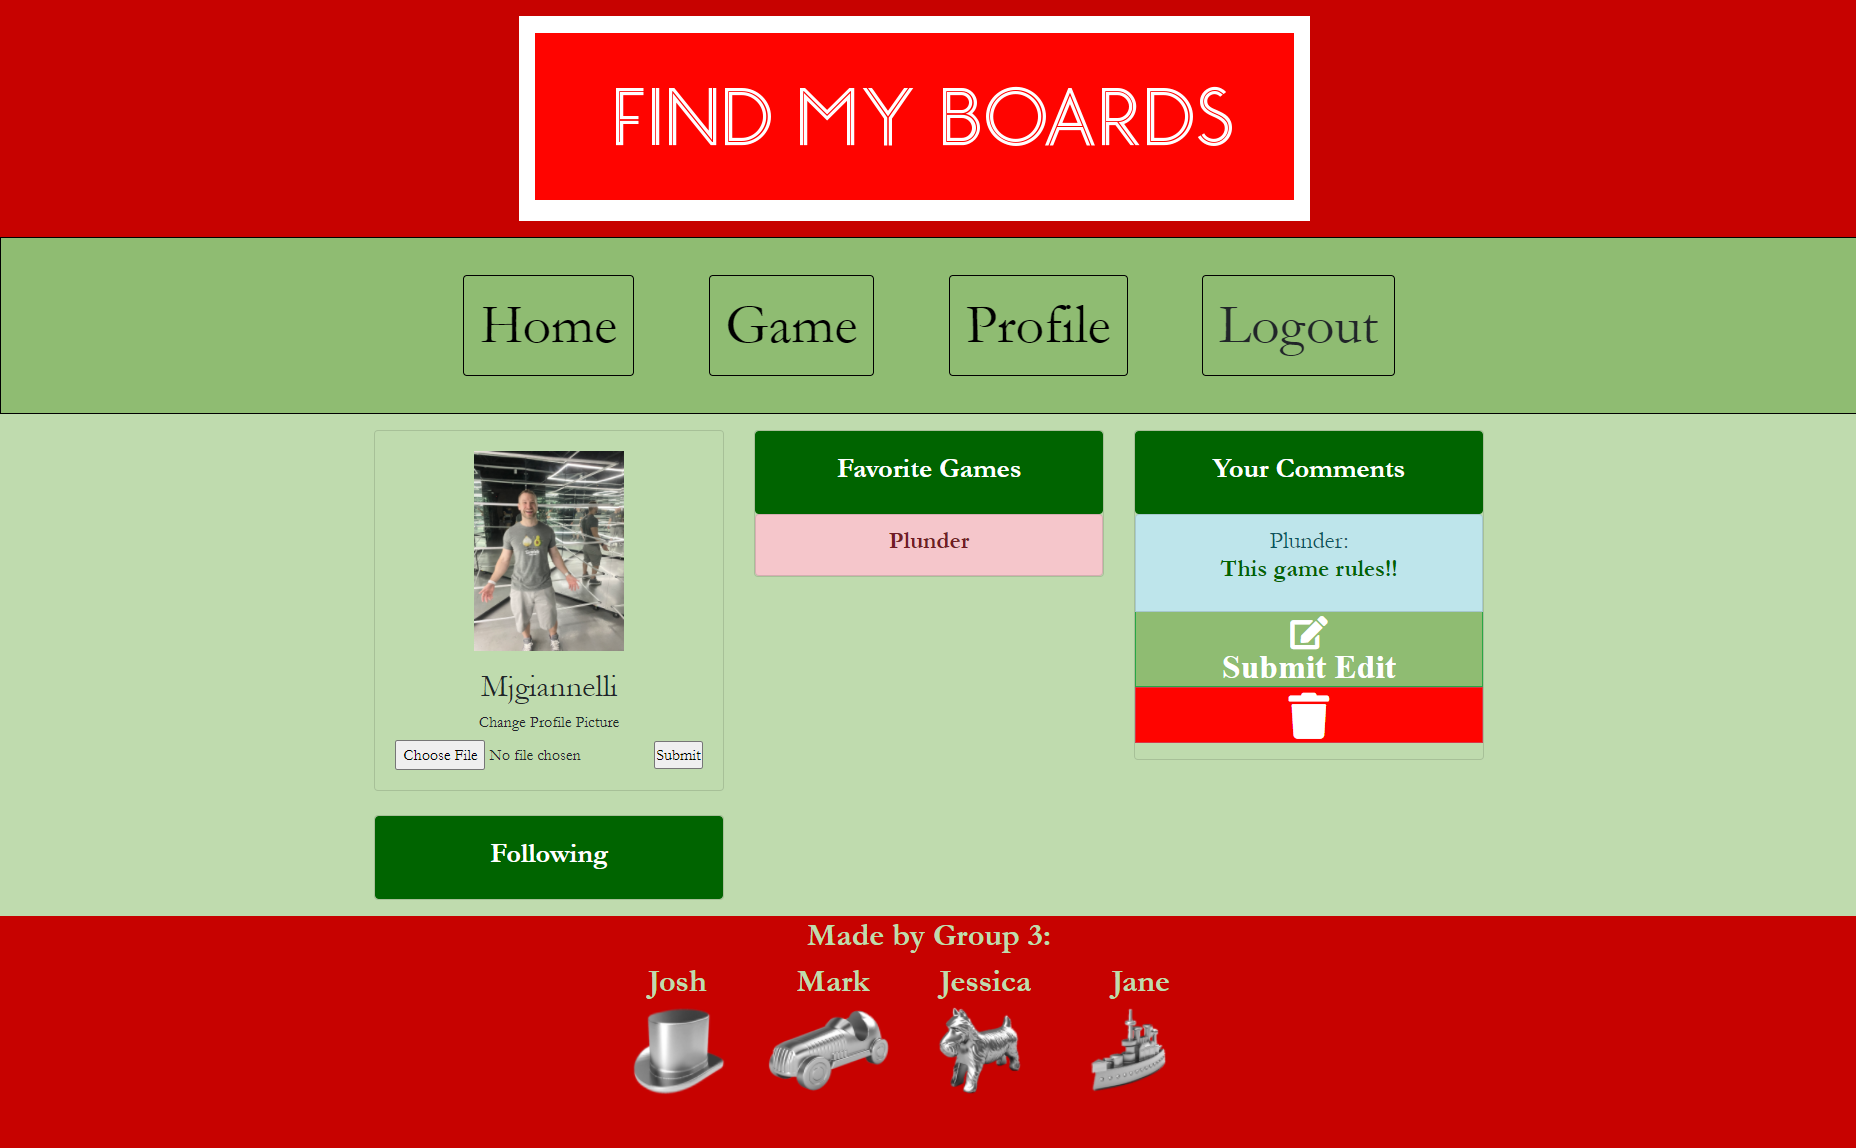 FIND MY BOARDS
Home
Game
Profile
Logout
Mjgiannelli
Change Profile Picture
Choose File No file chosen
Submit
Following
Favorite Games
Plunder
Your Comments
Plunder:
This game rules!!
Submit Edit
Made by Group 3:
Josh
Mark
Jessica
Jane